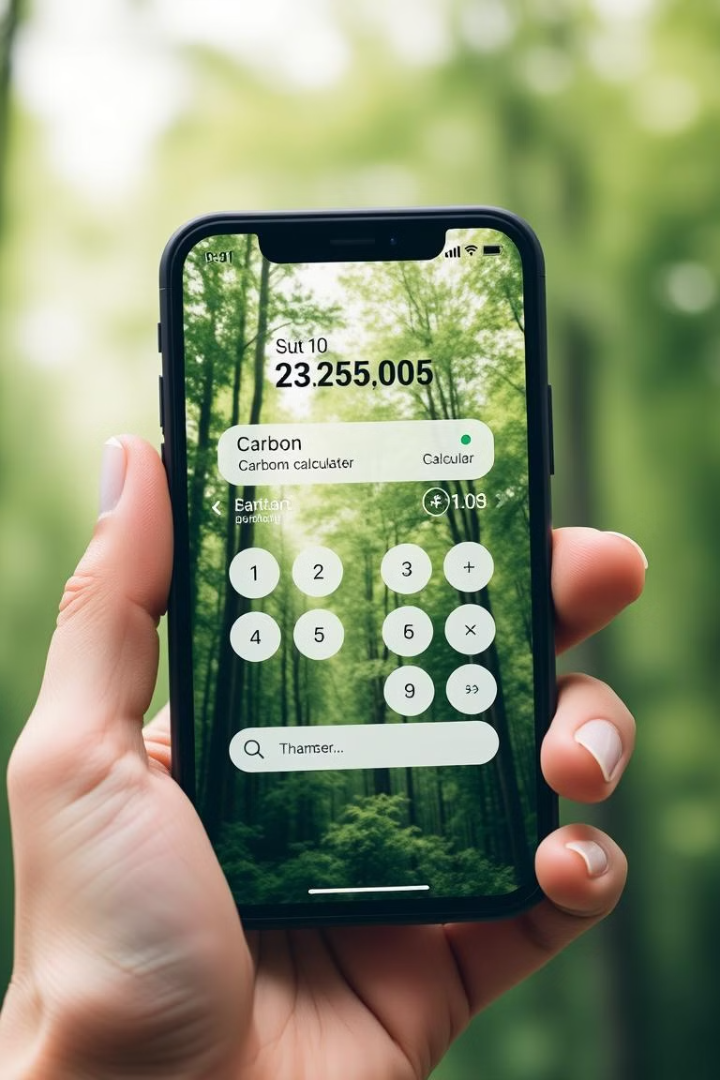 Sut 10
23.255,005
Carbon
Carbom calculater
Calcular
1.09
1 2 3 +
4 5 6 ×
9
Thamser...